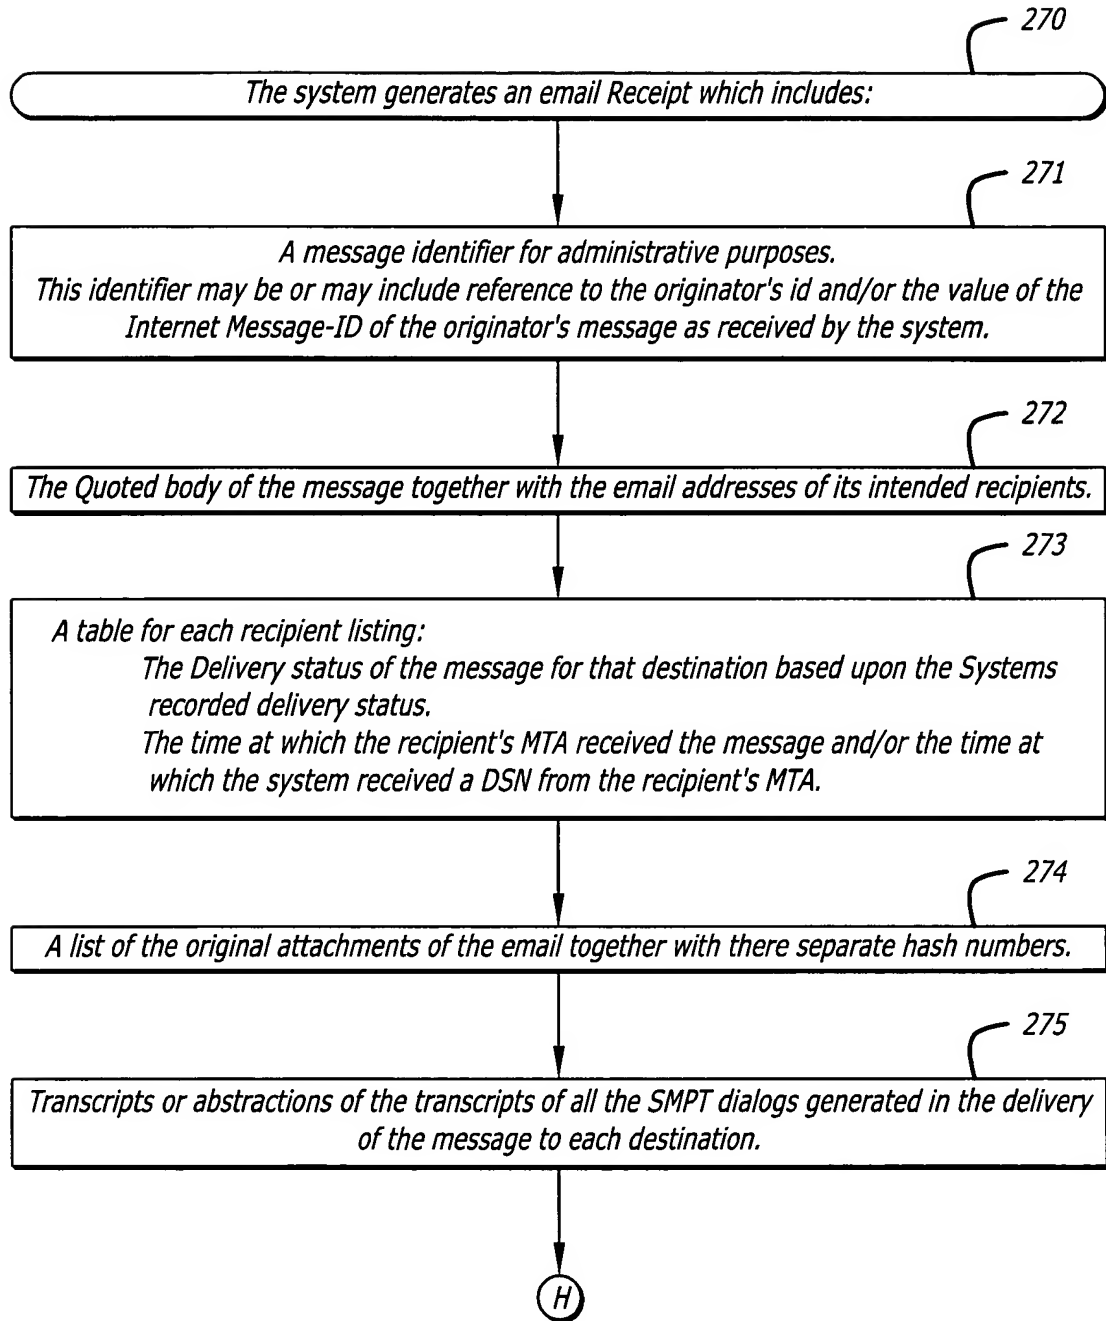 270
The system generates an email Receipt which includes:
271
A message identifier for administrative purposes.
This identifier may be or may include reference to the originator's id and/or the value of the
Internet Message-ID of the originator's message as received by the system.
272
The Quoted body of the message together with the email addresses of its intended recipients.
273
A table for each recipient listing:
The Delivery status of the message for that destination based upon the Systems
recorded delivery status.
The time at which the recipient's MTA received the message and/or the time at
which the system received a DSN from the recipient's MTA.
274
A list of the original attachments of the email together with there separate hash numbers.
275
Transcripts or abstractions of the transcripts of all the SMPT dialogs generated in the delivery
of the message to each destination.
H